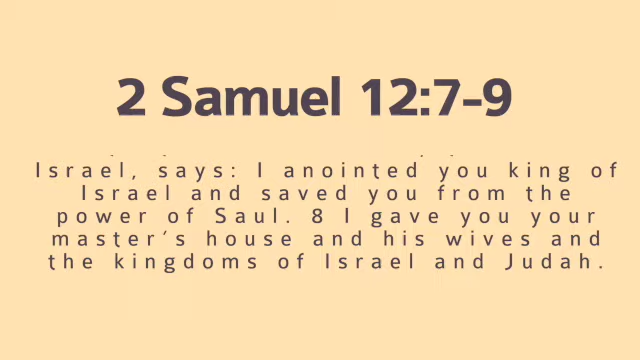 2 Samuel 12:7-9
Israel, says: I anointed you king of
Israel and saved you from the
power of Saul. 8 I gave you your
master's house and his wives and
the kingdoms of Israel and Judah.